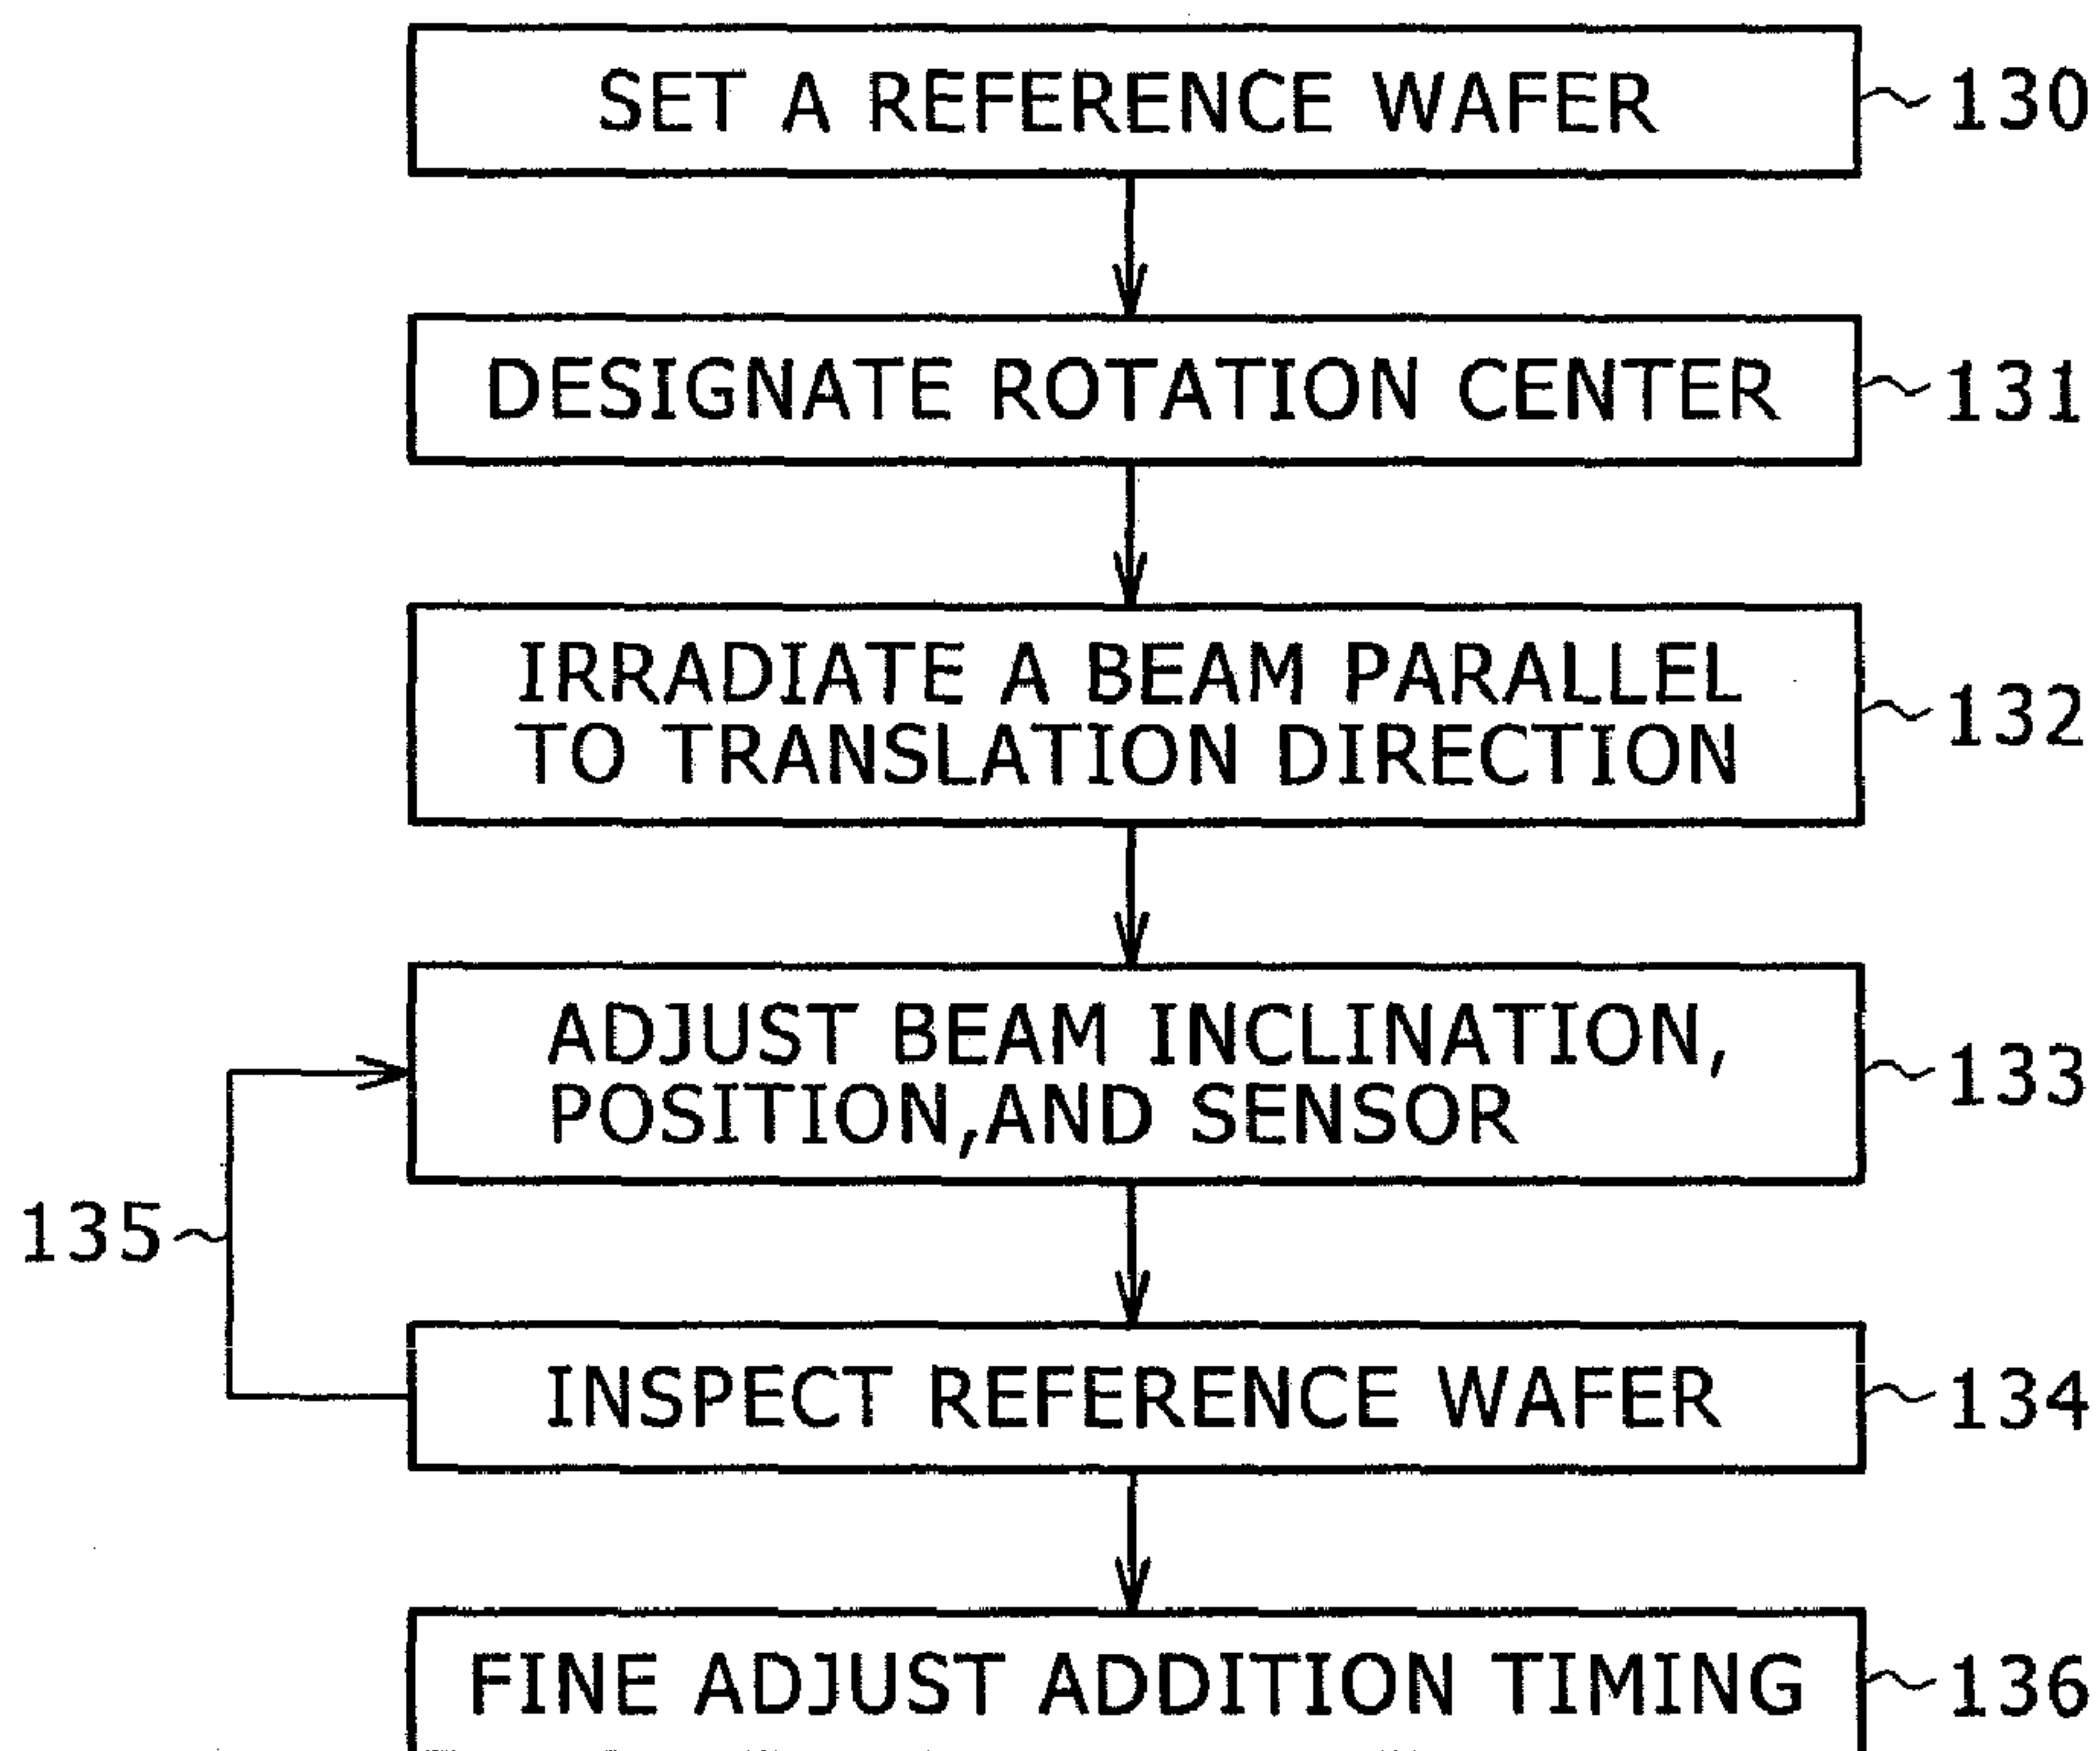 SET A REFERENCE WAFER
130
DESIGNATE ROTATION CENTER
131
IRRADIATE A BEAM PARALLEL
TO TRANSLATION DIRECTION
132
ADJUST BEAM INCLINATION,
POSITION,AND SENSOR
133
135
INSPECT REFERENCE WAFER
134
FINE ADJUST ADDITION TIMING
136